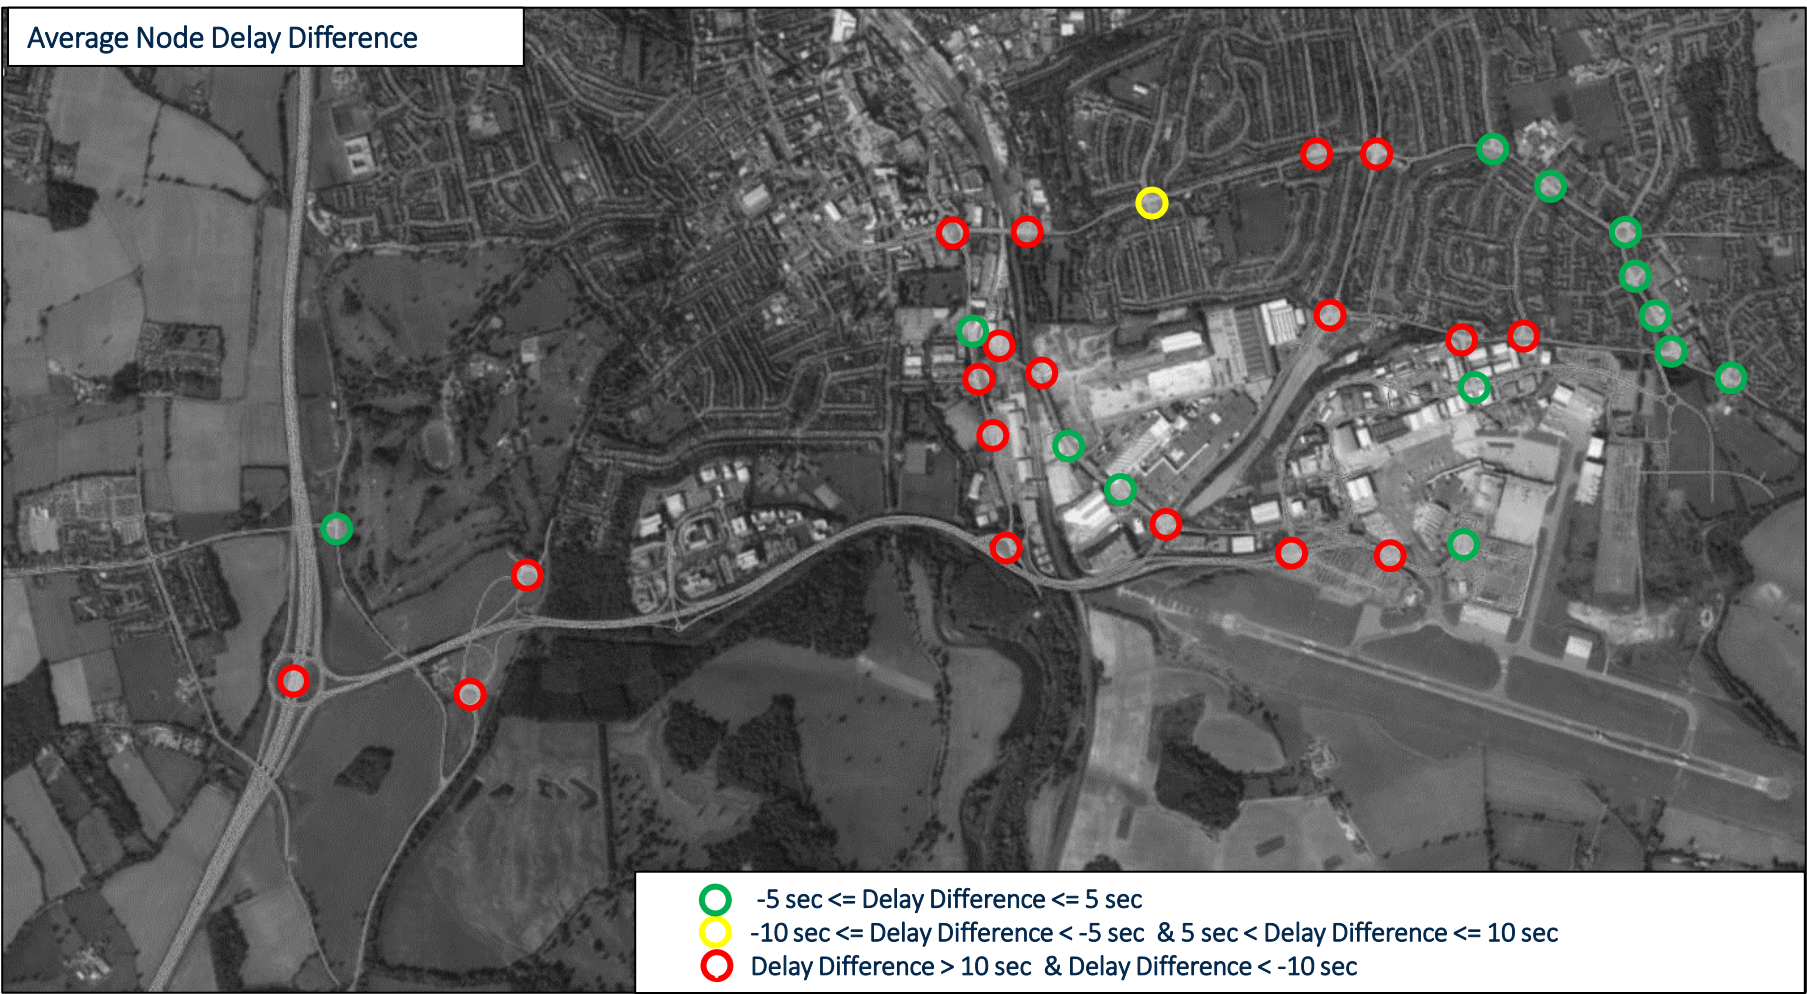 Average Node Delay Difference
-5 sec <= Delay Difference <= 5 sec
-10 sec <= Delay Difference < -5 sec & 5 sec < Delay Difference <= 10 sec
Delay Difference > 10 sec & Delay Difference < -10 sec